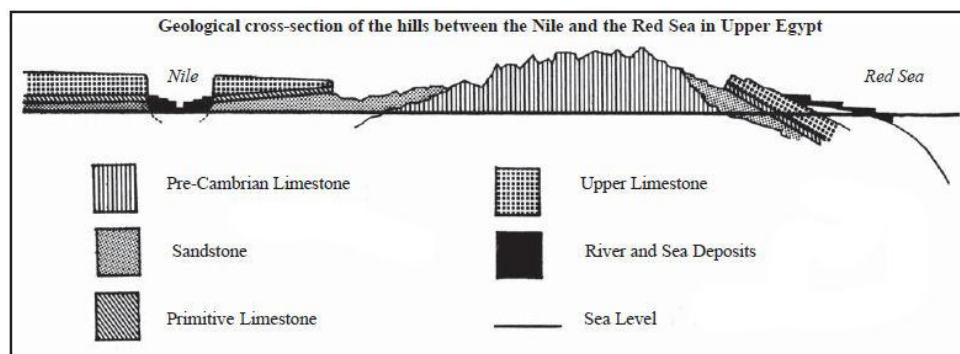 Geological cross-section of the hills between the Nile and the Red Sea in Upper Egypt
Nile
Red Sea
Pre-Cambrian Limestone
Upper Limestone
Sandstone
River and Sea Deposits
Primitive Limestone
Sea Level